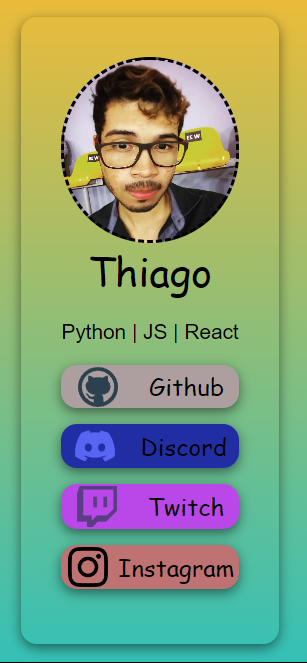 Thiago
Python | JS | React
Github
Discord
Twitch
Instagram